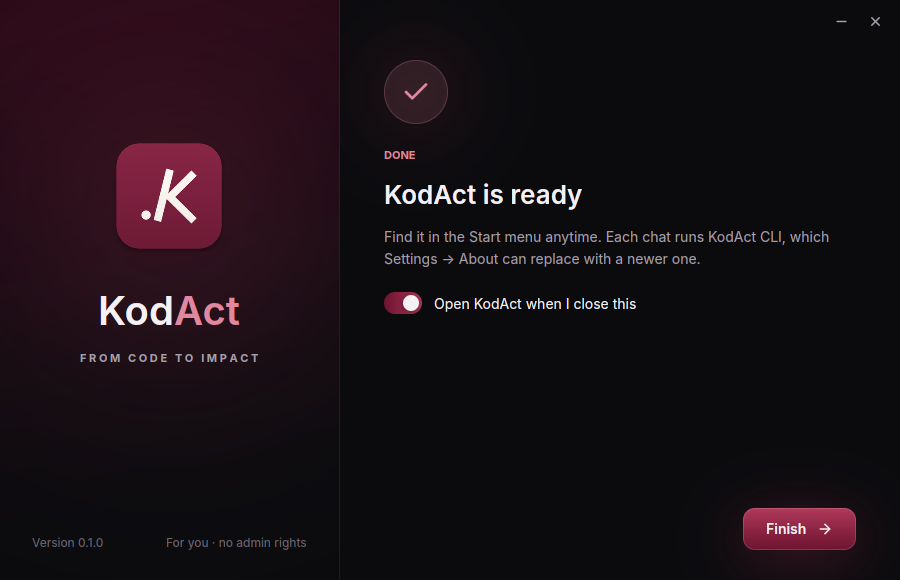 .K
KodAct
FROM CODE TO IMPACT
Version 0.1.0
For you · no admin rights
DONE
KodAct is ready
Find it in the Start menu anytime. Each chat runs KodAct CLI, which
Settings → About can replace with a newer one.
Open KodAct when I close this
Finish →